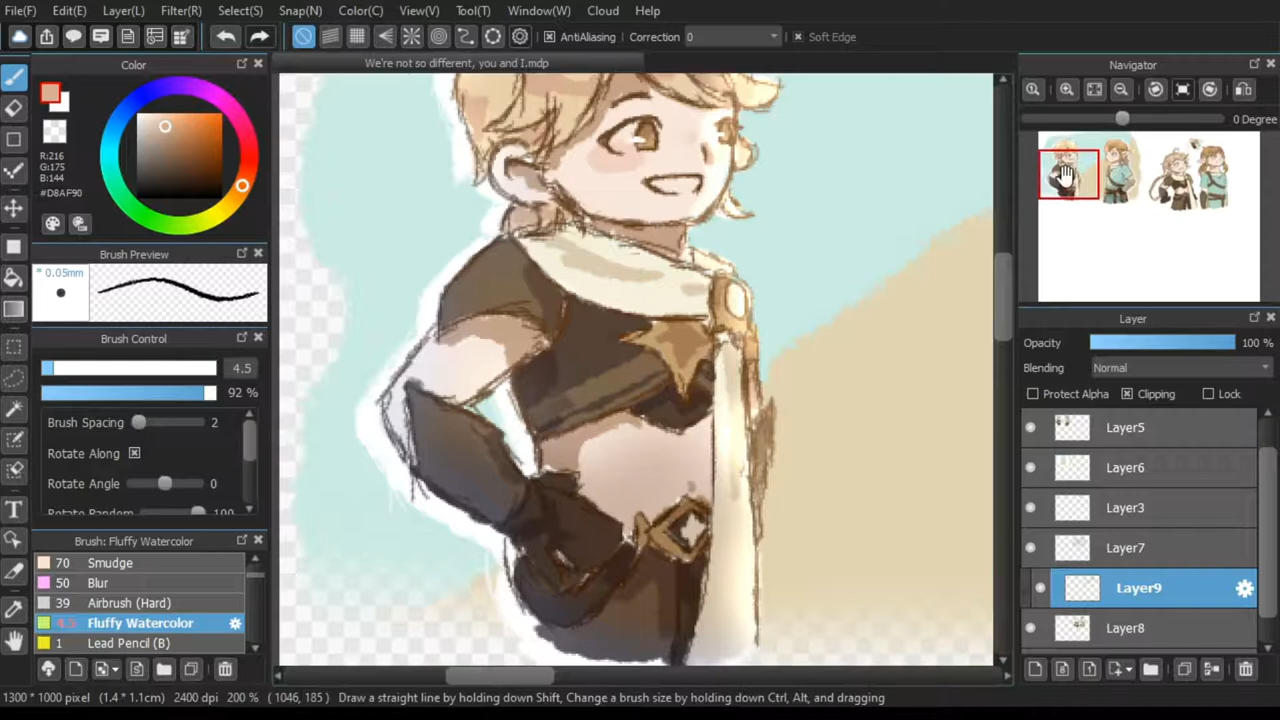 File(F) Edit(E) Layer(L) Filter(R) Select(S) Snap(N) Color(C) View(V) Tool(T) Window(W) Cloud Help
AntiAliasing Correction 0 Soft Edge
Color
We're not so different, you and I.mdp
Navigator
R:216
G:175
B:144
#D8AF90
0 Degree
Brush Preview
* 0.05mm
Brush Control
4.5
92 %
Brush Spacing 2
Rotate Along
Rotate Angle 0
Rotate Random 100
Layer
Opacity 100 %
Blending Normal
Protect Alpha Clipping Lock
Layer5
Layer6
Layer3
Layer7
Layer9
Layer8
Brush: Fluffy Watercolor
70 Smudge
50 Blur
39 Airbrush (Hard)
4.5 Fluffy Watercolor
1 Lead Pencil (B)
T
1300 * 1000 pixel (1.4 * 1.1cm) 2400 dpi 200 % ( 1046, 185 ) Draw a straight line by holding down Shift, Change a brush size by holding down Ctrl, Alt, and dragging